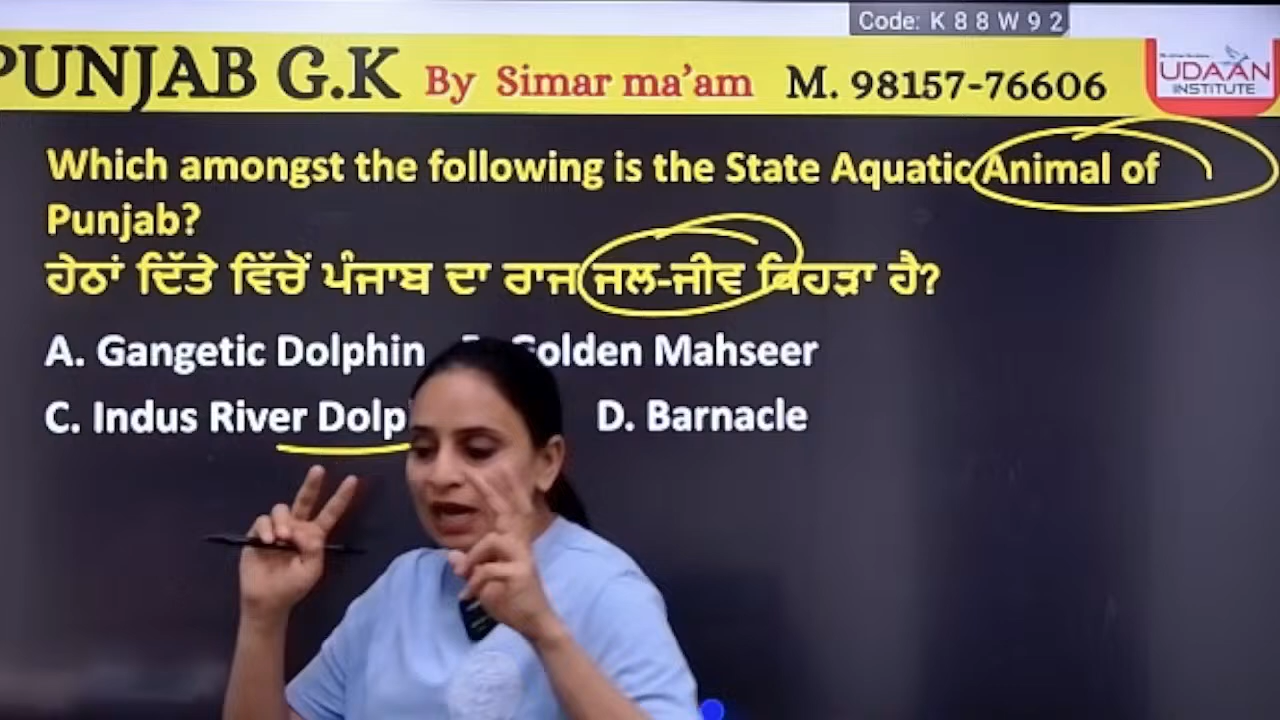 Code: K 8 8 W 9 2
PUNJAB G.K By Simar ma'am M. 98157-76606
UDAAN
INSTITUTE
Which amongst the following is the State Aquatic Animal of
Punjab?
ਹੇਠਾਂ ਦਿੱਤੇ ਵਿੱਚੋਂ ਪੰਜਾਬ ਦਾ ਰਾਜ ਜਲ-ਜੀਵ ਕਿਹੜਾ ਹੈ?
A. Gangetic Dolphin Golden Mahseer
C. Indus River Dolp D. Barnacle